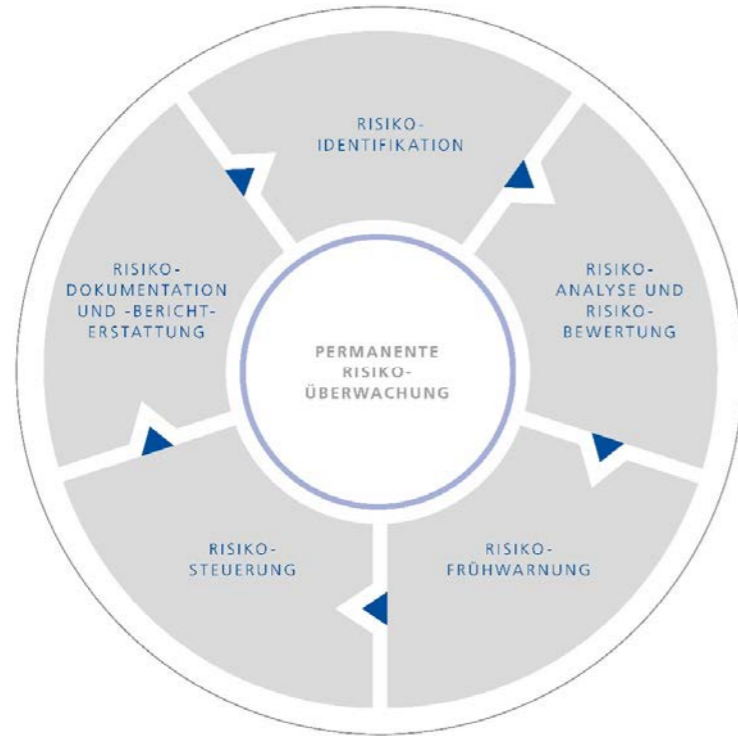 RISIKO-
IDENTIFIKATION
RISIKO-
ANALYSE UND
RISIKO-
BEWERTUNG
RISIKO-
FRÜHWARNUNG
RISIKO-
STEUERUNG
RISIKO-
DOKUMENTATION
UND -BERICHT-
ERSTATTUNG
PERMANENTE
RISIKO-
ÜBERWACHUNG